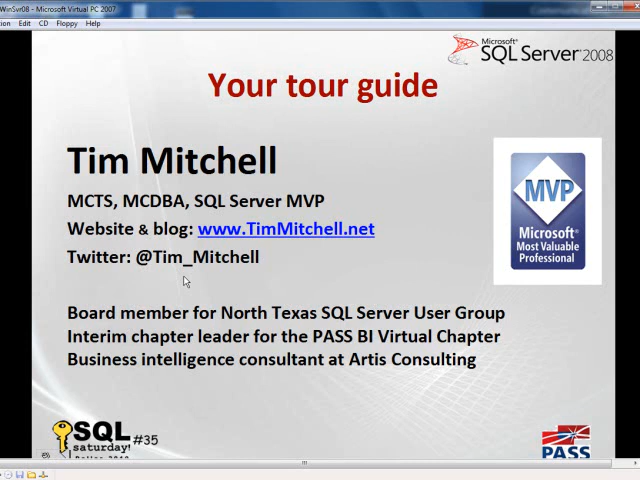 WinSvr08 - Microsoft Virtual PC 2007
Edit CD Floppy Help
Microsoft®
SQL Server® 2008
Your tour guide
Tim Mitchell
MCTS, MCDBA, SQL Server MVP
Website & blog: www.TimMitchell.net
Twitter: @Tim_Mitchell
MVP
Microsoft®
Most Valuable
Professional
Board member for North Texas SQL Server User Group
Interim chapter leader for the PASS BI Virtual Chapter
Business intelligence consultant at Artis Consulting
SQL #35
saturday!
PASS